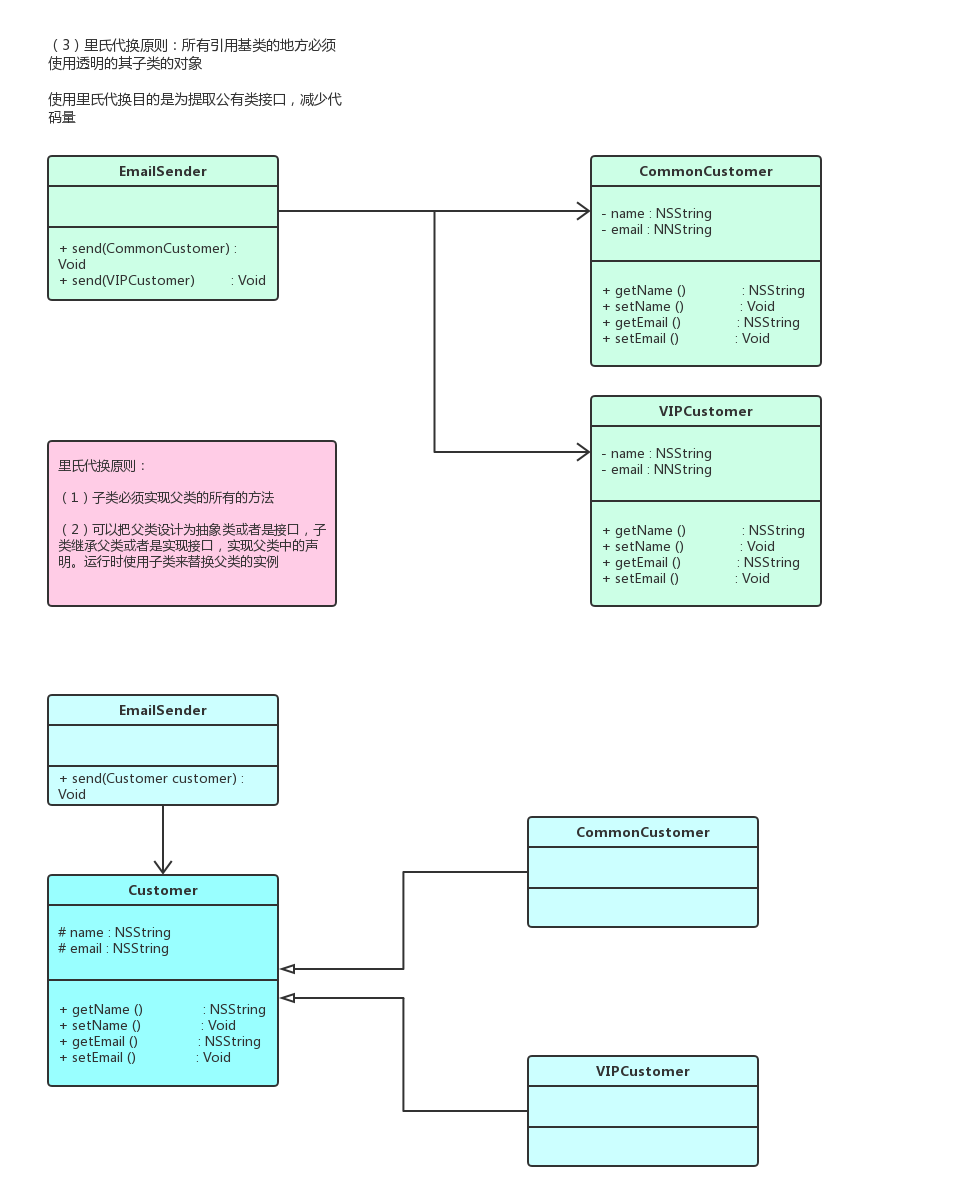 （3）里氏代换原则：所有引用基类的地方必须
使用透明的其子类的对象
使用里氏代换目的是为提取公有类接口，减少代
码量
EmailSender
+ send(CommonCustomer) :
Void
+ send(VIPCustomer) : Void
CommonCustomer
- name : NSString
- email : NNString
+ getName () : NSString
+ setName () : Void
+ getEmail () : NSString
+ setEmail () : Void
VIPCustomer
- name : NSString
- email : NNString
+ getName () : NSString
+ setName () : Void
+ getEmail () : NSString
+ setEmail () : Void
里氏代换原则：
（1）子类必须实现父类的所有的方法
（2）可以把父类设计为抽象类或者是接口，子
类继承父类或者是实现接口，实现父类中的声
明。运行时使用子类来替换父类的实例
EmailSender
+ send(Customer customer) :
Void
Customer
# name : NSString
# email : NSString
+ getName () : NSString
+ setName () : Void
+ getEmail () : NSString
+ setEmail () : Void
CommonCustomer
VIPCustomer